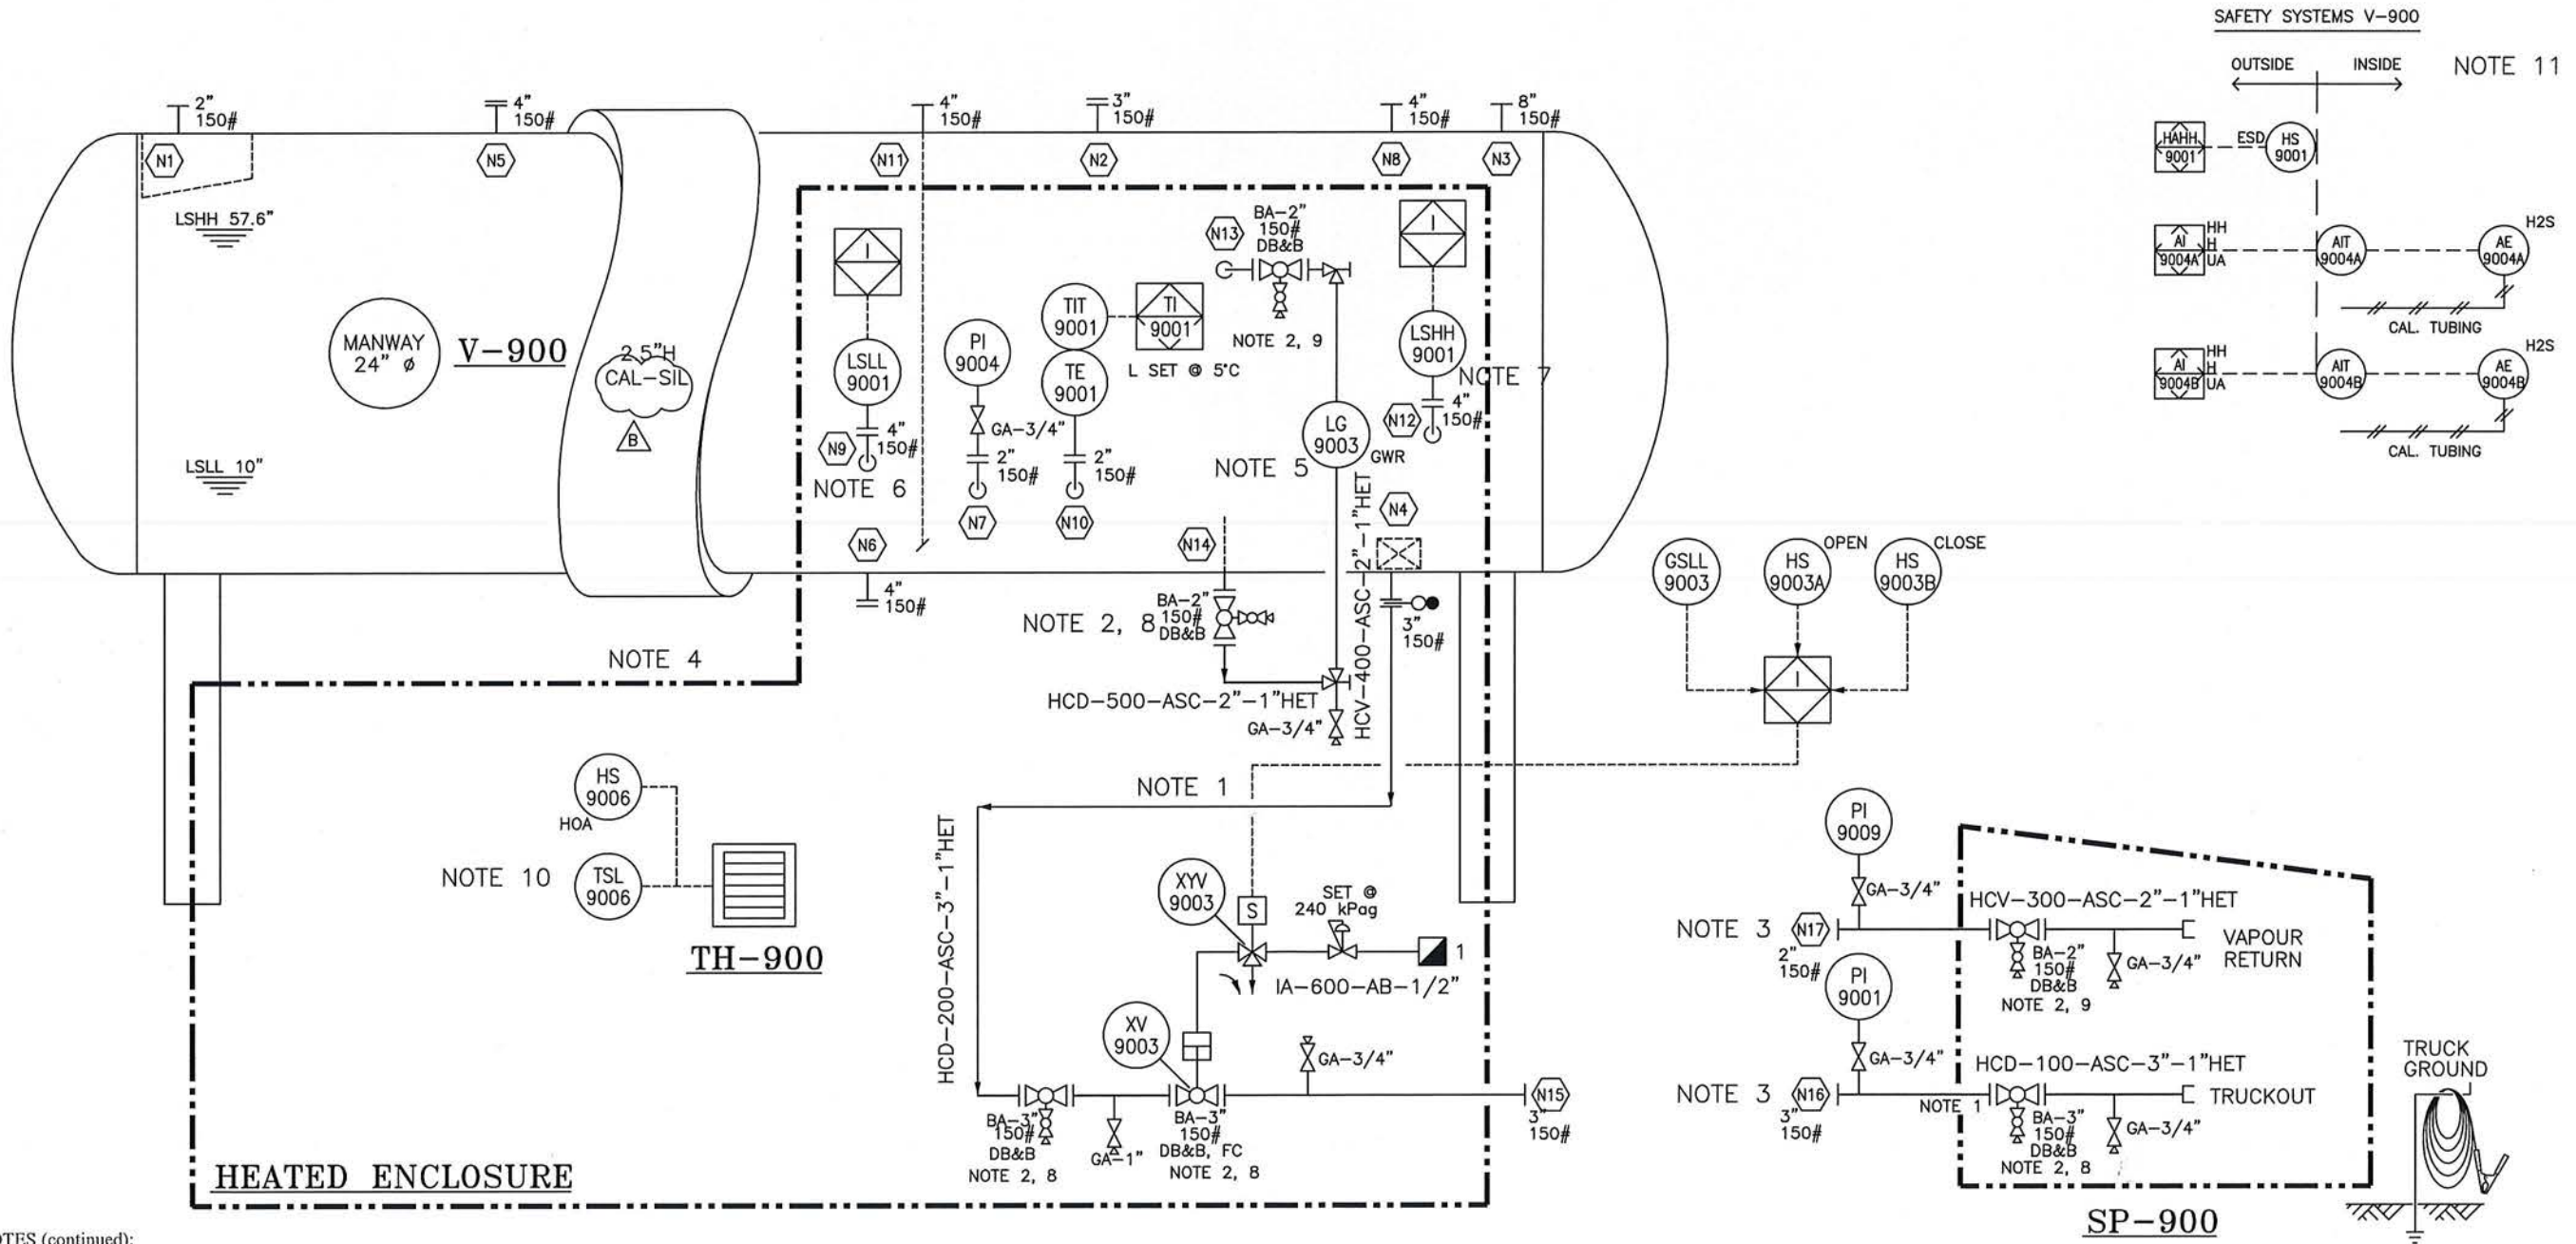 SAFETY SYSTEMS V-900
OUTSIDE
INSIDE
NOTE 11
HAHH
9001
ESD
HS
9001
AI
9004A
HH
H
UA
AIT
9004A
AE
9004A
H2S
CAL. TUBING
AI
9004B
HH
H
UA
AIT
9004B
AE
9004B
H2S
CAL. TUBING
2"
150#
4"
150#
4"
150#
3"
150#
4"
150#
8"
150#
N1
N5
N11
N2
N8
N3
LSHH 57.6"
MANWAY
24" ø
V-900
2.5"H
CAL-SIL
B
LSLL 10"
I
LSLL
9001
N9
4"
150#
NOTE 6
PI
9004
GA-3/4"
2"
150#
N7
TIT
9001
TE
9001
TI
9001
L SET @ 5°C
2"
150#
N10
N13
BA-2"
150#
DB&B
NOTE 2, 9
LG
9003
GWR
NOTE 5
I
LSHH
9001
NOTE 7
N12
4"
150#
N4
HCV-400-ASC-2"-1"HET
N6
4"
150#
N14
BA-2"
150#
DB&B
NOTE 2, 8
3"
150#
HCD-500-ASC-2"-1"HET
GA-3/4"
NOTE 4
GSLL
9003
HS
9003A
OPEN
HS
9003B
CLOSE
I
NOTE 1
HS
9006
HOA
NOTE 10
TSL
9006
TH-900
HCD-200-ASC-3"-1"HET
XYV
9003
S
SET @
240 kPag
1
IA-600-AB-1/2"
XV
9003
GA-3/4"
BA-3"
150#
DB&B
NOTE 2, 8
GA-1"
BA-3"
150#
DB&B, FC
NOTE 2, 8
N15
3"
150#
HEATED ENCLOSURE
PI
9009
GA-3/4"
NOTE 3
N17
2"
150#
HCV-300-ASC-2"-1"HET
BA-2"
150#
DB&B
NOTE 2, 9
GA-3/4"
VAPOUR
RETURN
PI
9001
GA-3/4"
NOTE 3
N16
3"
150#
NOTE 1
HCD-100-ASC-3"-1"HET
BA-3"
150#
DB&B
NOTE 2, 8
GA-3/4"
TRUCKOUT
TRUCK
GROUND
SP-900
OTES (continued):